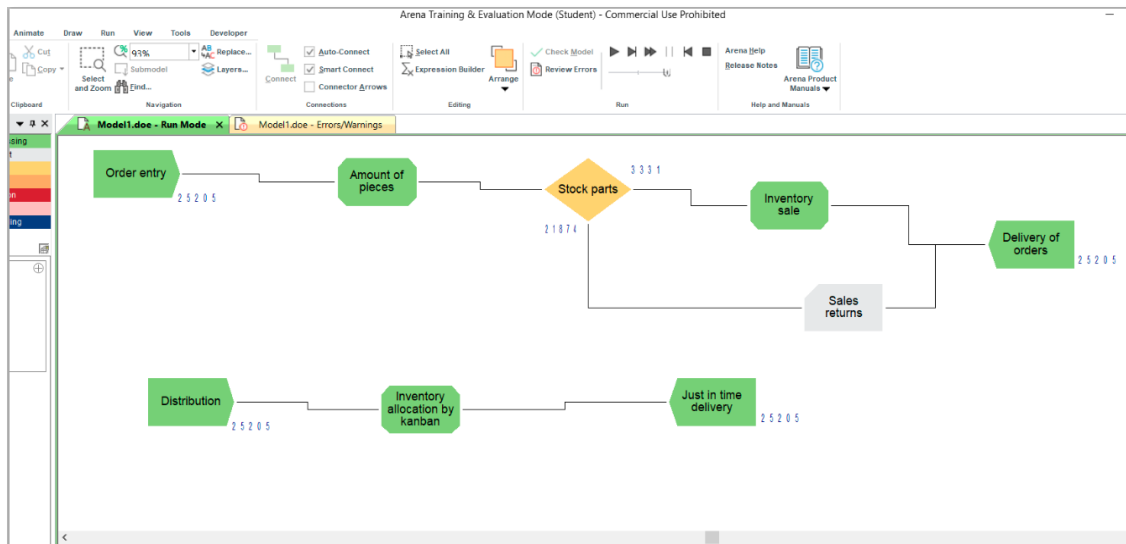 Arena Training & Evaluation Mode (Student) - Commercial Use Prohibited
Animate Draw Run View Tools Developer
Cut
Copy
Select and Zoom
93%
Submodel
Find...
Replace...
Layers...
Connect
Auto-Connect
Smart Connect
Connector Arrows
Select All
Expression Builder
Arrange
Check Model
Review Errors
Arena Help
Release Notes
Arena Product
Manuals
Clipboard Navigation Connections Editing Run Help and Manuals
Model1.doe - Run Mode X Model1.doe - Errors/Warnings
Order entry
25205
Amount of
pieces
Stock parts
3331
21874
Inventory
sale
Delivery of
orders
25205
Sales
returns
Distribution
25205
Inventory
allocation by
kanban
Just in time
delivery
25205